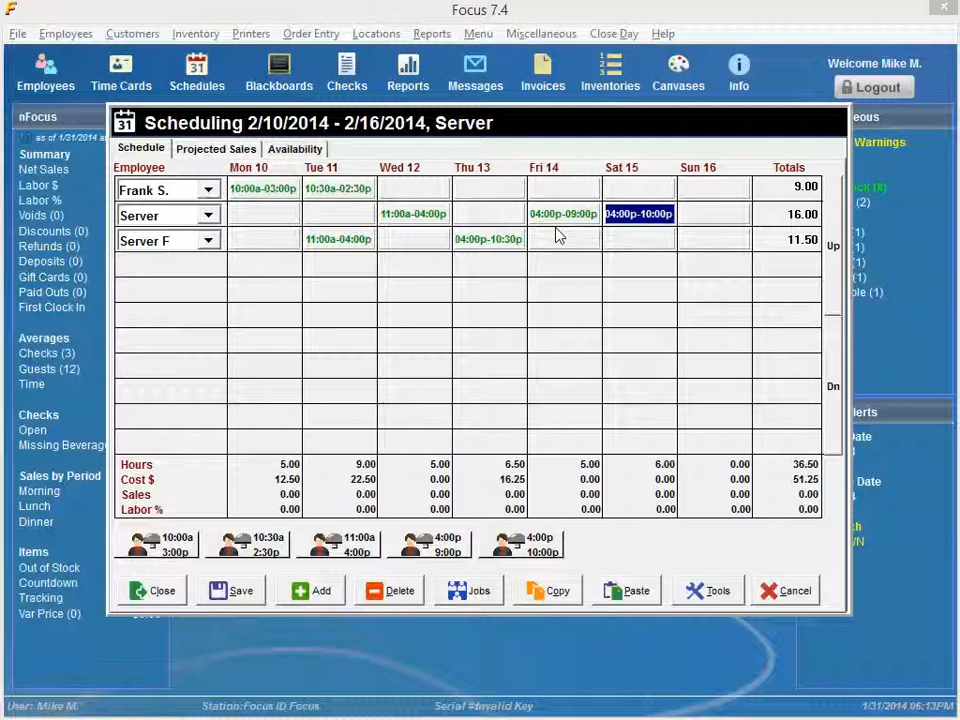 Focus 7.4
File Employees Customers Inventory Printers Order Entry Locations Reports Menu Miscellaneous Close Day Help
Employees Time Cards Schedules Blackboards Checks Reports Messages Invoices Inventories Canvases Info
Welcome Mike M.
Logout
nFocus
as of 1/31/2014
Summary
Net Sales
Labor $
Labor %
Voids (0)
Discounts (0)
Refunds (0)
Deposits (0)
Gift Cards (0)
Paid Outs (0)
First Clock In
Averages
Checks (3)
Guests (12)
Time
Checks
Open
Missing Beverag
Sales by Period
Morning
Lunch
Dinner
Items
Out of Stock
Countdown
Tracking
Var Price (0)
31 Scheduling 2/10/2014 - 2/16/2014, Server
Schedule Projected Sales Availability
Employee Mon 10 Tue 11 Wed 12 Thu 13 Fri 14 Sat 15 Sun 16 Totals
Frank S. 10:00a-03:00p 10:30a-02:30p 9.00
Server 11:00a-04:00p 04:00p-09:00p 04:00p-10:00p 16.00
Server F 11:00a-04:00p 04:00p-10:30p 11.50
Up
Dn
Hours 5.00 9.00 5.00 6.50 5.00 6.00 0.00 36.50
Cost $ 12.50 22.50 0.00 16.25 0.00 0.00 0.00 51.25
Sales 0.00 0.00 0.00 0.00 0.00 0.00 0.00 0.00
Labor % 0.00 0.00 0.00 0.00 0.00 0.00 0.00 0.00
10:00a 3:00p
10:30a 2:30p
11:00a 4:00p
4:00p 9:00p
4:00p 10:00p
Close Save Add Delete Jobs Copy Paste Tools Cancel
eous
Warnings
(2)
(1)
(1)
(1)
ble (1)
lerts
Date
Date
User: Mike M. Station:Focus ID Focus Serial #Invalid Key 1/31/2014 06:13PM